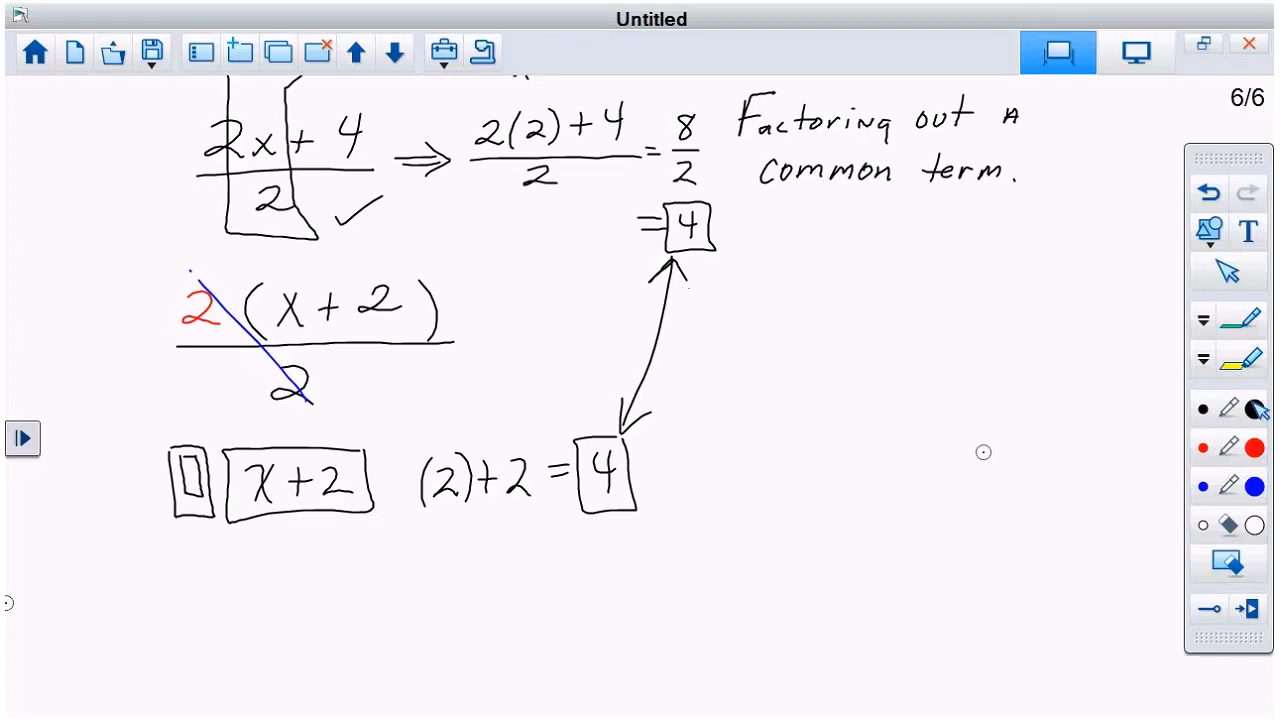 Untitled
6/6
2x + 4 ⟹ 2(2) + 4 = 8 Factoring out a
2 ✓ 2 2 common term.
= 4
2 (x + 2)
2
x + 2 (2) + 2 = 4
T